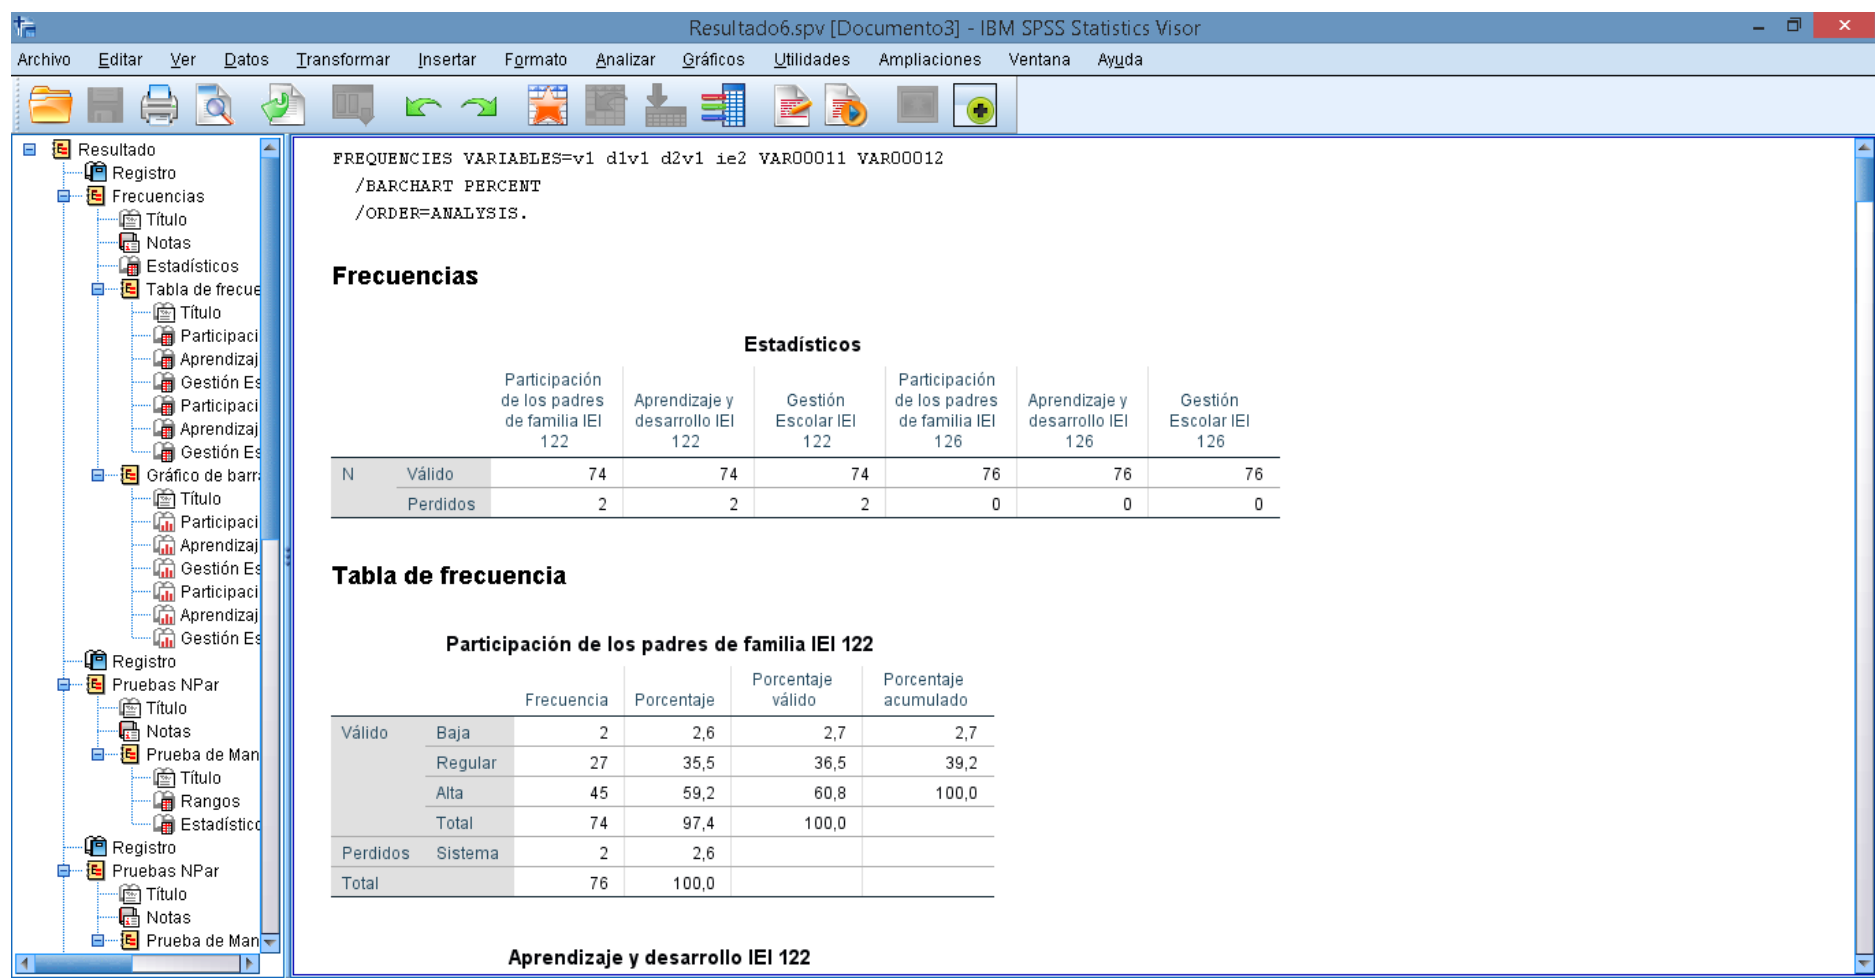 Resultado6.spv [Documento3] - IBM SPSS Statistics Visor
Archivo Editar Ver Datos Transformar Insertar Formato Analizar Gráficos Utilidades Ampliaciones Ventana Ayuda
Resultado
Registro
Frecuencias
Título
Notas
Estadísticos
Tabla de frecue
Título
Participaci
Aprendizaj
Gestión Es
Participaci
Aprendizaj
Gestión Es
Gráfico de barra
Título
Participaci
Aprendizaj
Gestión Es
Participaci
Aprendizaj
Gestión Es
Registro
Pruebas NPar
Título
Notas
Prueba de Man
Título
Rangos
Estadístico
Registro
Pruebas NPar
Título
Notas
Prueba de Man
FREQUENCIES VARIABLES=v1 d1v1 d2v1 ie2 VAR00011 VAR00012
/BARCHART PERCENT
/ORDER=ANALYSIS.
Frecuencias
Estadísticos
Participación de los padres de familia IEI 122 Aprendizaje y desarrollo IEI 122 Gestión Escolar IEI 122 Participación de los padres de familia IEI 126 Aprendizaje y desarrollo IEI 126 Gestión Escolar IEI 126
N Válido 74 74 74 76 76 76
Perdidos 2 2 2 0 0 0
Tabla de frecuencia
Participación de los padres de familia IEI 122
Frecuencia Porcentaje Porcentaje válido Porcentaje acumulado
Válido Baja 2 2,6 2,7 2,7
Regular 27 35,5 36,5 39,2
Alta 45 59,2 60,8 100,0
Total 74 97,4 100,0
Perdidos Sistema 2 2,6
Total 76 100,0
Aprendizaje y desarrollo IEI 122